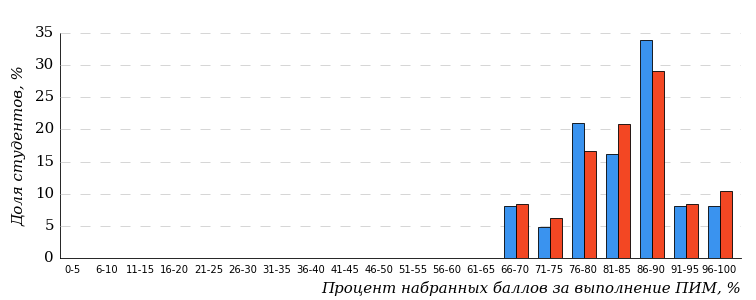 Доля студентов, %
35
30
25
20
15
10
5
0
0-5 6-10 11-15 16-20 21-25 26-30 31-35 36-40 41-45 46-50 51-55 56-60 61-65 66-70 71-75 76-80 81-85 86-90 91-95 96-100
Процент набранных баллов за выполнение ПИМ, %